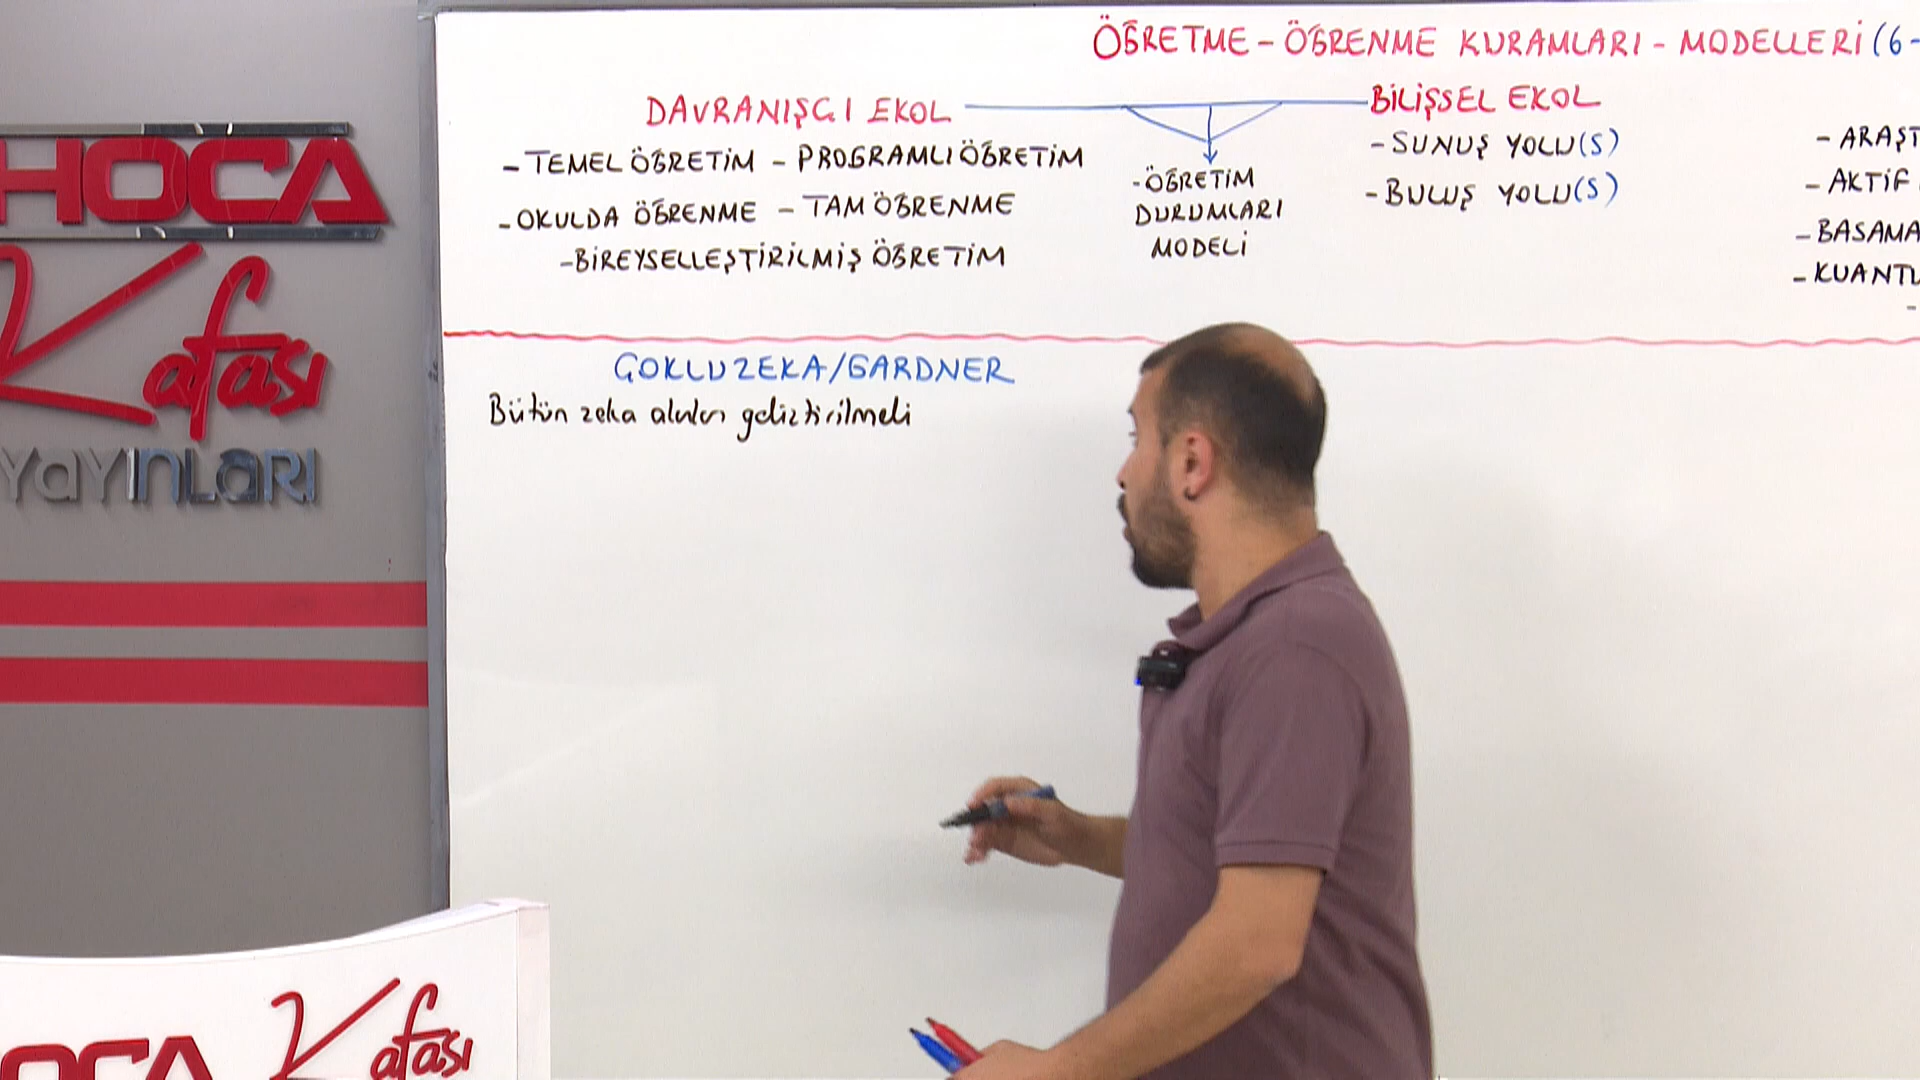 HOCA
Kafası
YAYINLARI
ÖĞRETME - ÖĞRENME KURAMLARI - MODELLERİ (6-
DAVRANIŞÇI EKOL
- TEMEL ÖĞRETİM - PROGRAMLI ÖĞRETİM
- OKULDA ÖĞRENME - TAM ÖĞRENME
- BİREYSELLEŞTİRİLMİŞ ÖĞRETİM
- ÖĞRETİM
DURUMLARI
MODELİ
BİLİŞSEL EKOL
- SUNUŞ YOLU(S)
- BULUŞ YOLU(S)
- ARAŞT
- AKTİF
- BASAMA
- KUANTU
ÇOKLU ZEKA/GARDNER
Bütün zeka alanları geliştirilmeli
OCA
Kafası